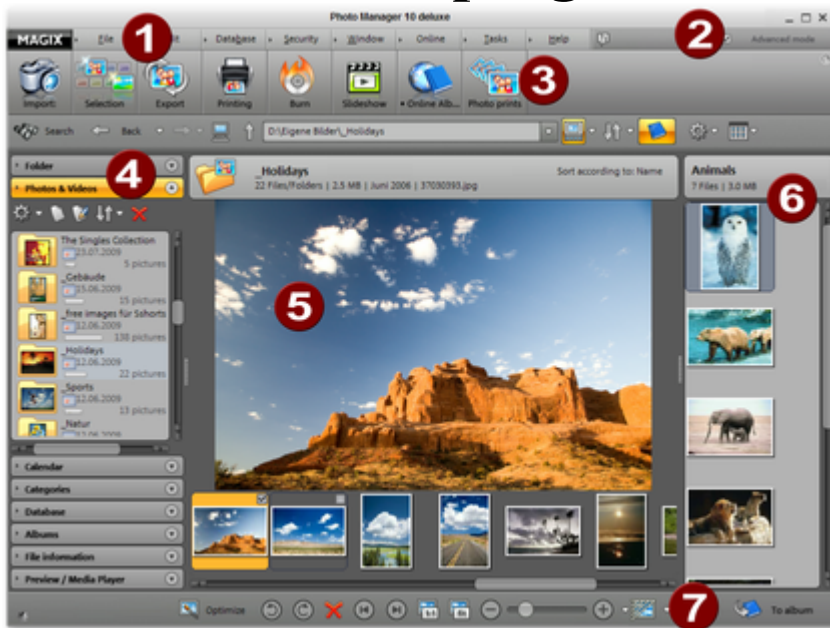 Photo Manager 10 deluxe
MAGIX File Database Security Window Online Tasks Help Advanced mode
1
2
Import Selection Export Printing Burn Slideshow Online Alb... Photo prints
3
Search Back D:\Eigene Bilder\_Holidays
Folder
Photos & Videos
4
_Holidays
22 Files/Folders | 2.5 MB | Juni 2006 | 37030393.jpg
Sort according to: Name
Animals
7 Files | 3.0 MB
6
The Singles Collection
23.07.2009
5 pictures
_Gebäude
15.06.2009
15 pictures
_free images für Sshorts
12.06.2009
138 pictures
_Holidays
12.06.2009
22 pictures
_Sports
12.06.2009
13 pictures
_Natur
12.06.2009
5
Calendar
Categories
Database
Albums
File information
Preview / Media Player
Optimize
7
To album